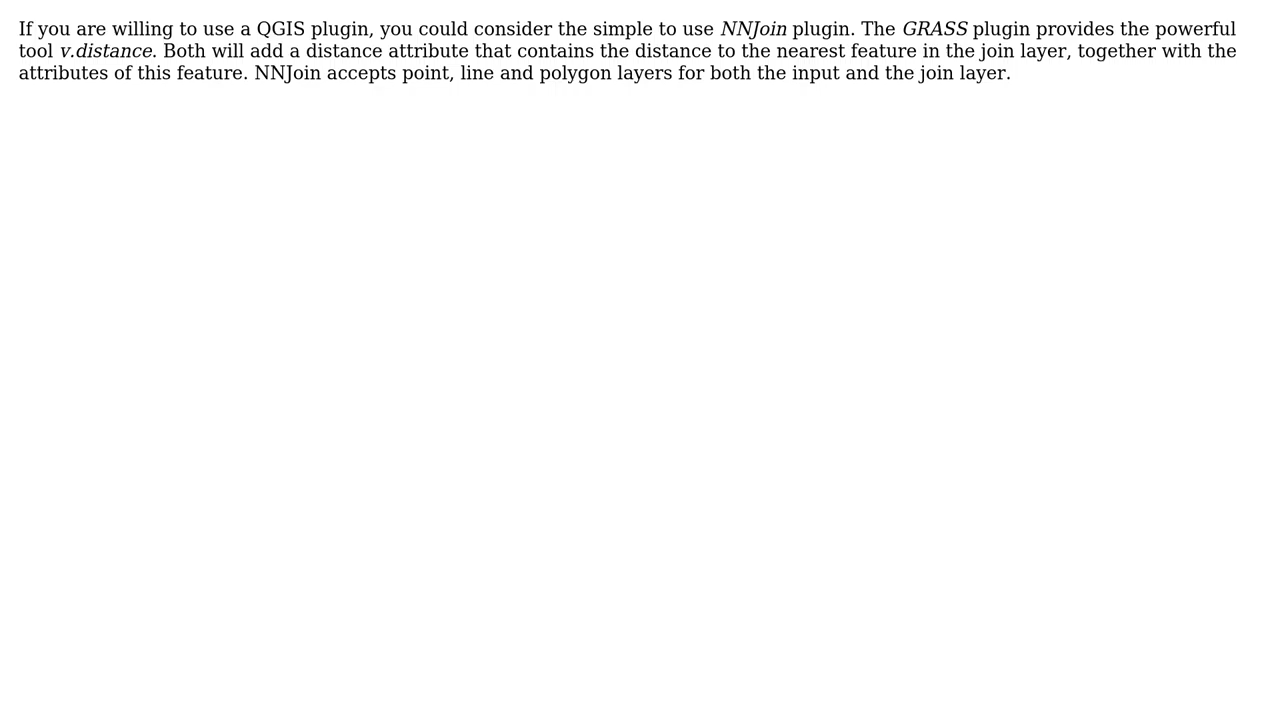 If you are willing to use a QGIS plugin, you could consider the simple to use NNJoin plugin. The GRASS plugin provides the powerful
tool v.distance. Both will add a distance attribute that contains the distance to the nearest feature in the join layer, together with the
attributes of this feature. NNJoin accepts point, line and polygon layers for both the input and the join layer.